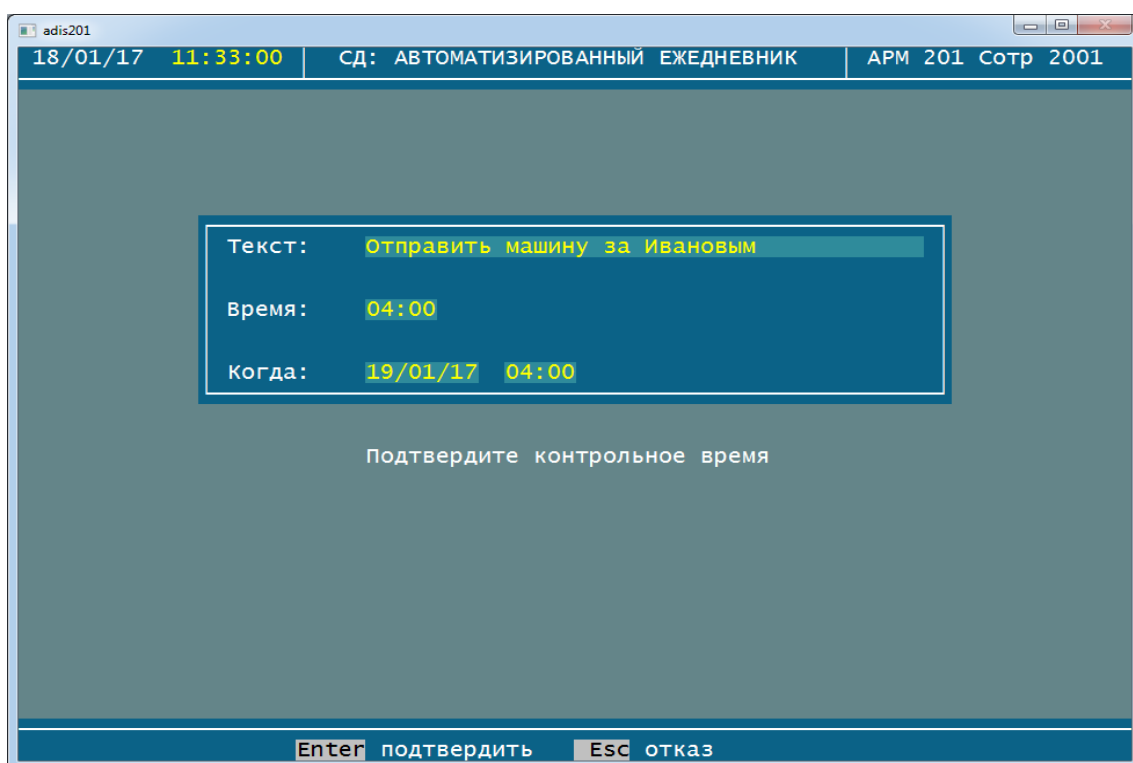 adis201
18/01/17 11:33:00 СД: АВТОМАТИЗИРОВАННЫЙ ЕЖЕДНЕВНИК АРМ 201 Сотр 2001
Текст: Отправить машину за Ивановым
Время: 04:00
Когда: 19/01/17 04:00
Подтвердите контрольное время
Enter подтвердить Esc отказ